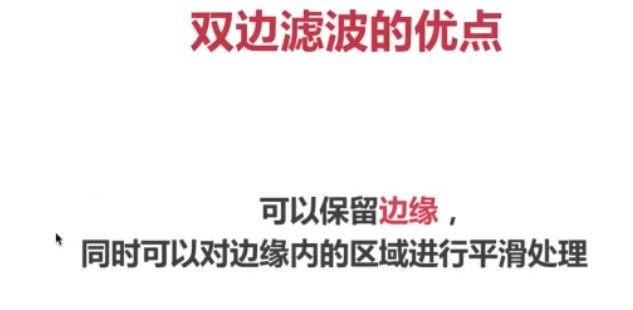 双边滤波的优点
可以保留边缘，
同时可以对边缘内的区域进行平滑处理